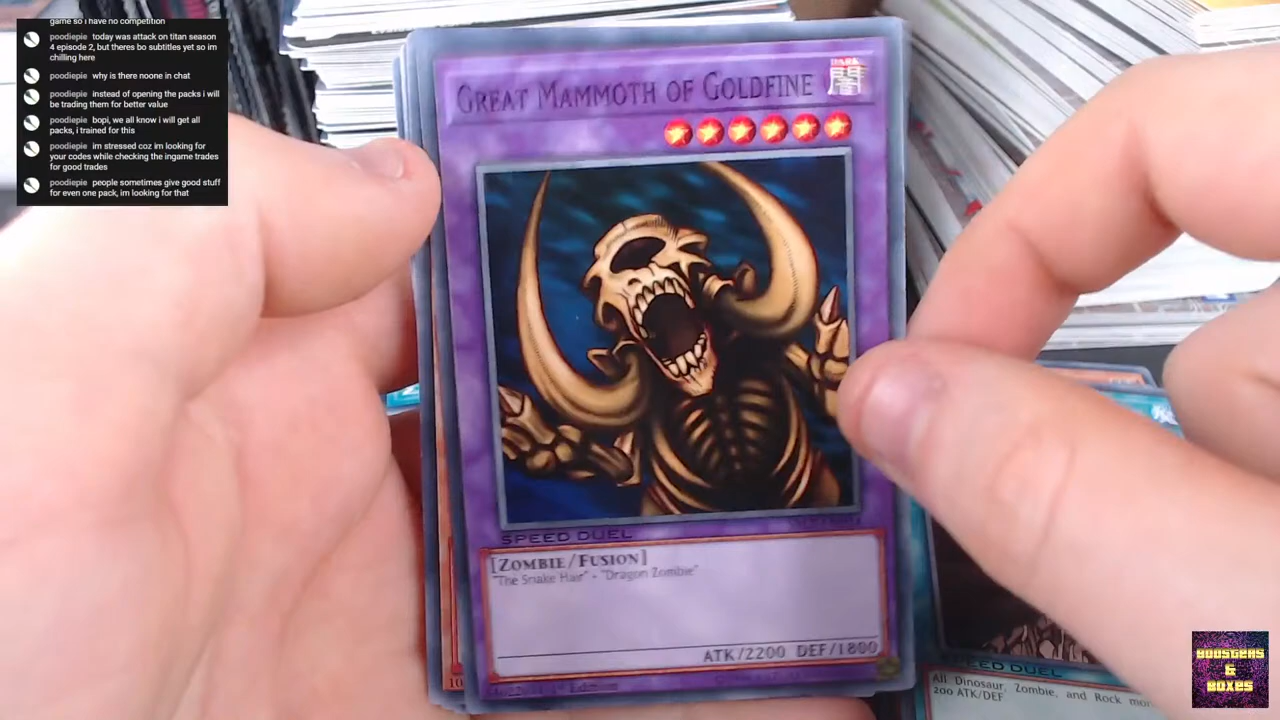 game so i have no competition
poodiepie today was attack on titan season
4 episode 2, but theres bo subtitles yet so im
chilling here
poodiepie why is there noone in chat
poodiepie instead of opening the packs i will
be trading them for better value
poodiepie bopi, we all know i will get all
packs, i trained for this
poodiepie im stressed coz im looking for
your codes while checking the ingame trades
for good trades
poodiepie people sometimes give good stuff
for even one pack, im looking for that
GREAT MAMMOTH OF GOLDFINE
DARK
SPEED DUEL
[ZOMBIE/FUSION]
"The Snake Hair" + "Dragon Zombie"
ATK/2200 DEF/1800
1st Edition
10
SPEED DUEL
All Dinosaur, Zombie, and Rock
200 ATK/DEF
BOOSTERS
&
BOXES